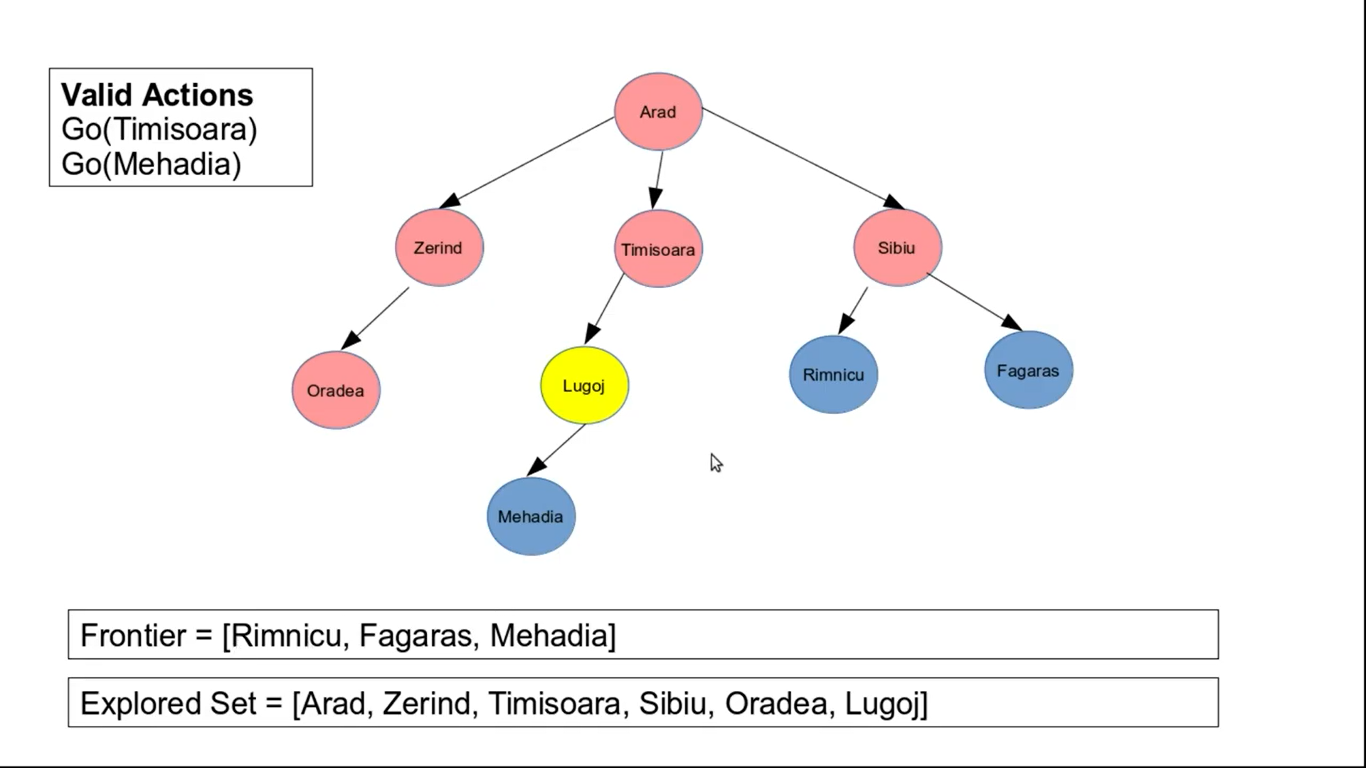 Valid Actions
Go(Timisoara)
Go(Mehadia)
Arad
Zerind
Timisoara
Sibiu
Oradea
Lugoj
Rimnicu
Fagaras
Mehadia
Frontier = [Rimnicu, Fagaras, Mehadia]
Explored Set = [Arad, Zerind, Timisoara, Sibiu, Oradea, Lugoj]